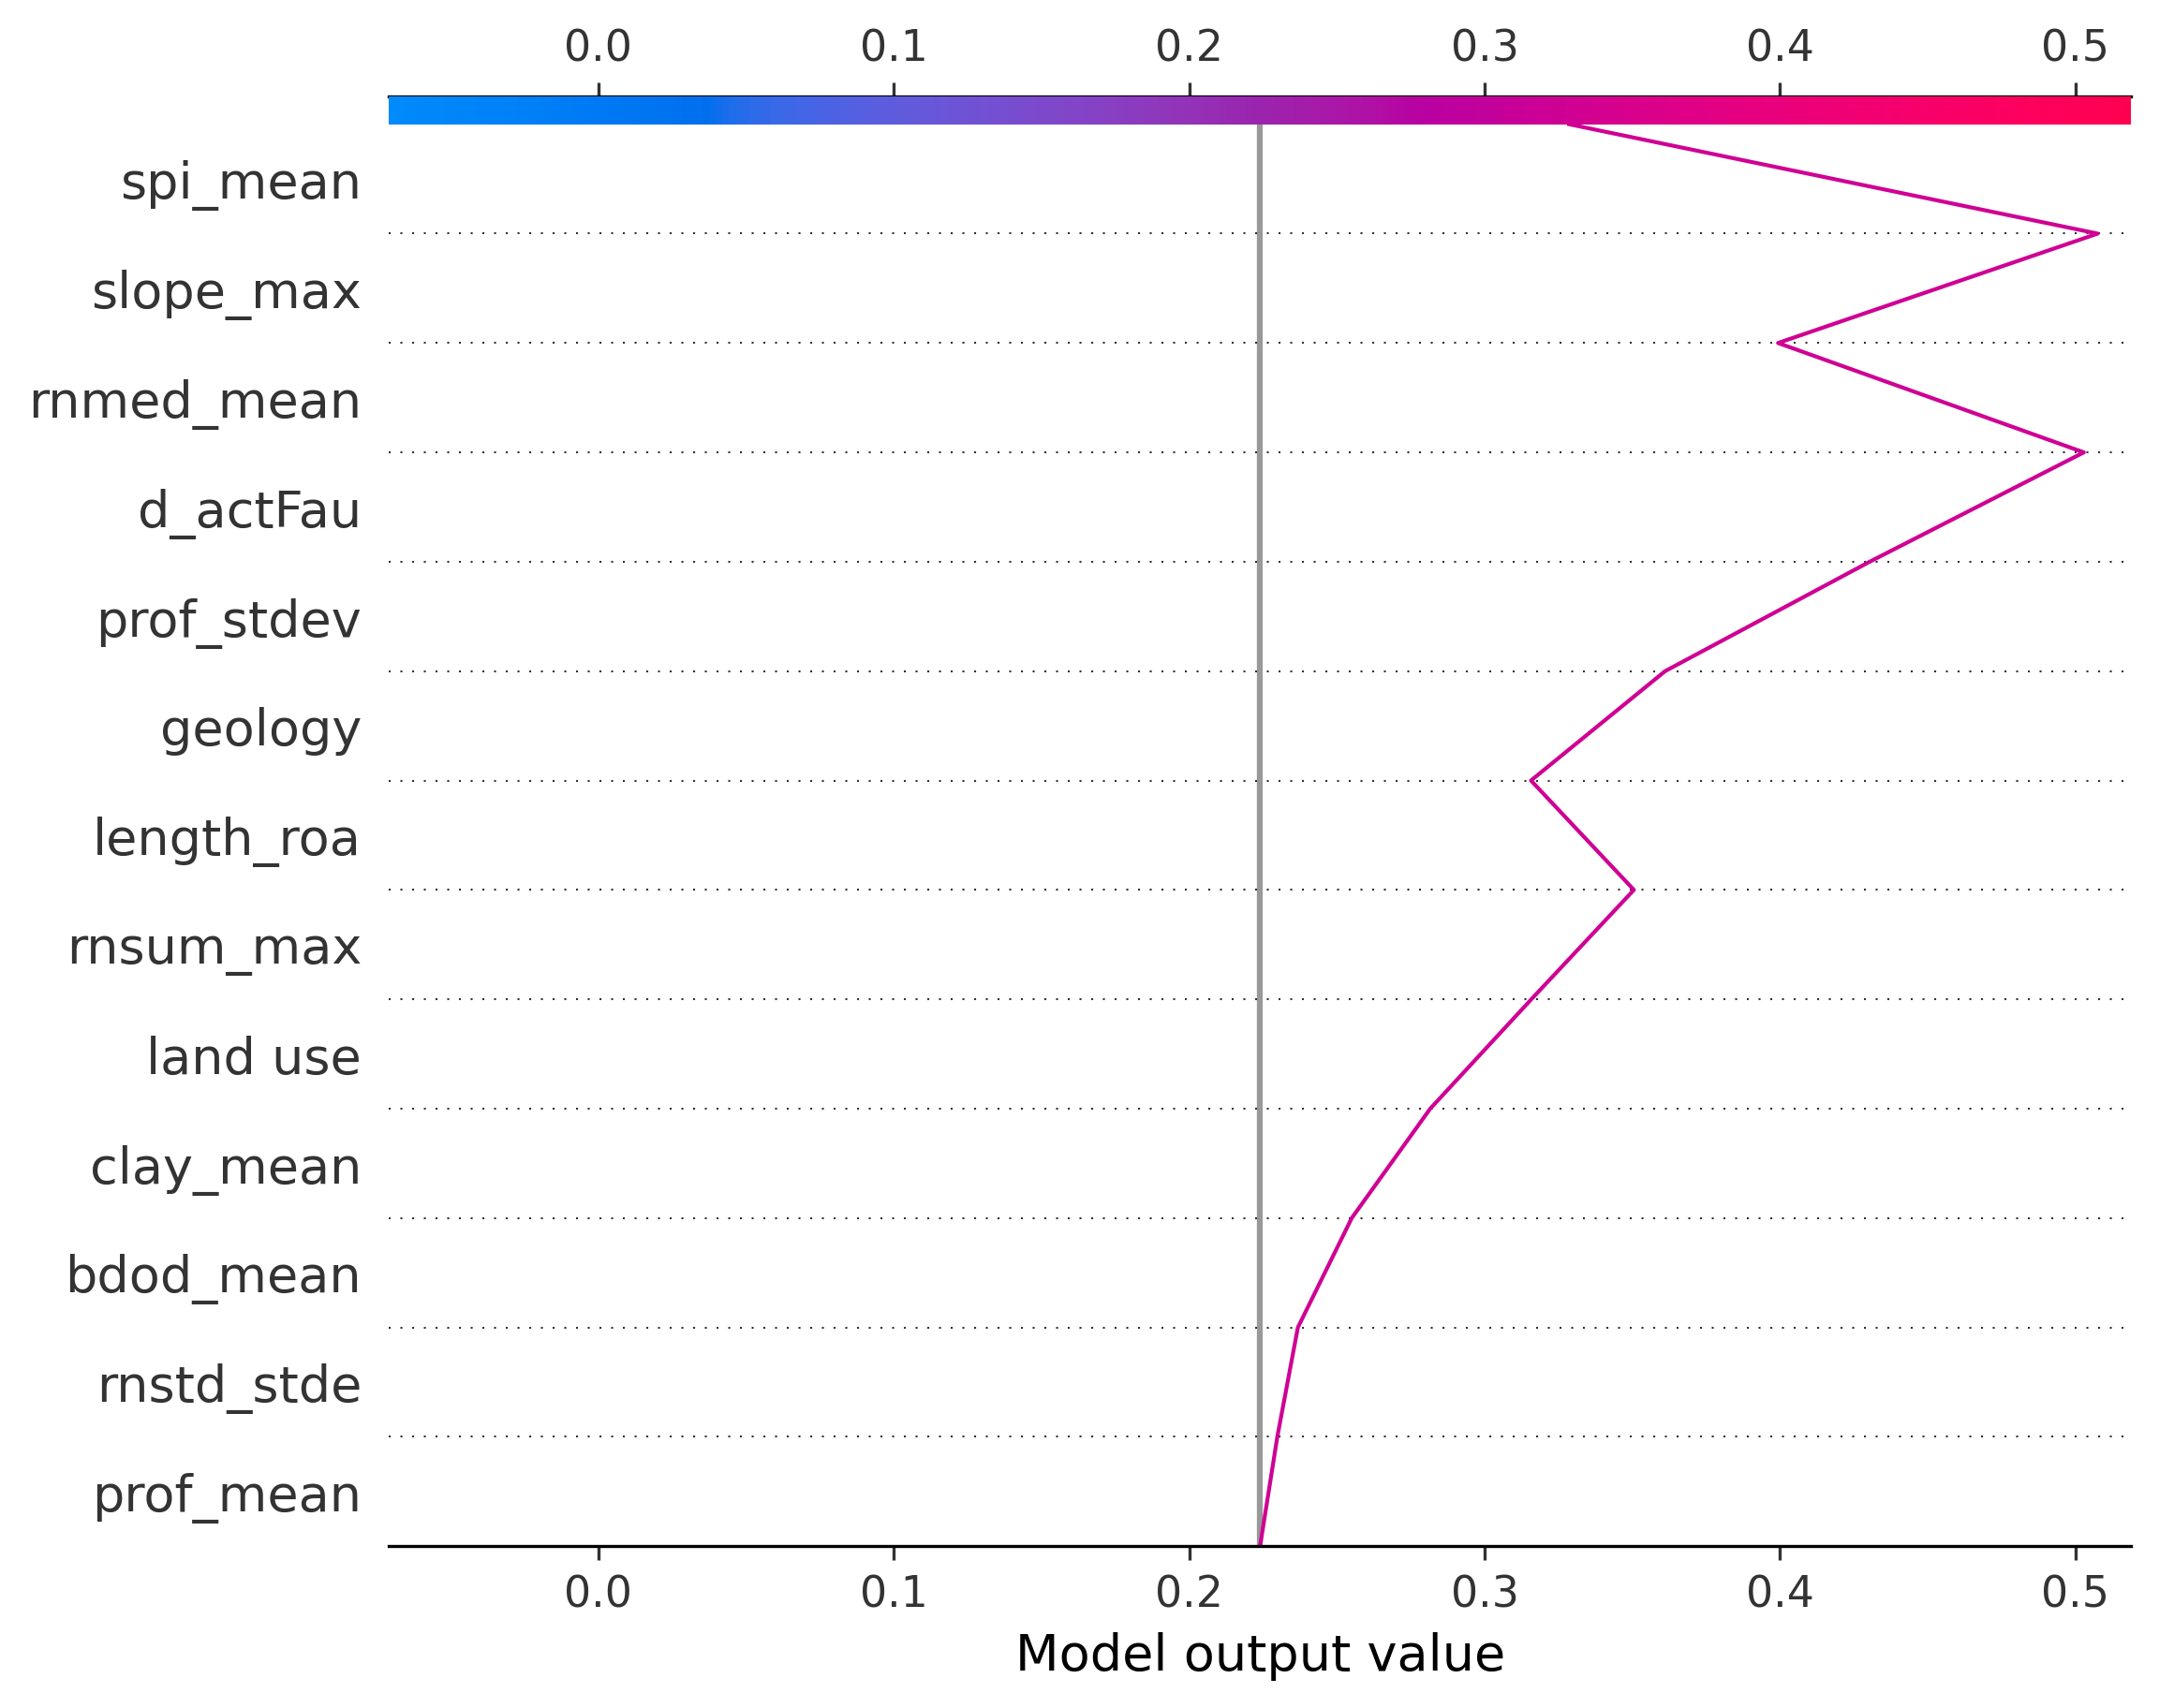 0.0 0.1 0.2 0.3 0.4 0.5
spi_mean
slope_max
rnmed_mean
d_actFau
prof_stdev
geology
length_roa
rnsum_max
land use
clay_mean
bdod_mean
rnstd_stde
prof_mean
0.0 0.1 0.2 0.3 0.4 0.5
Model output value